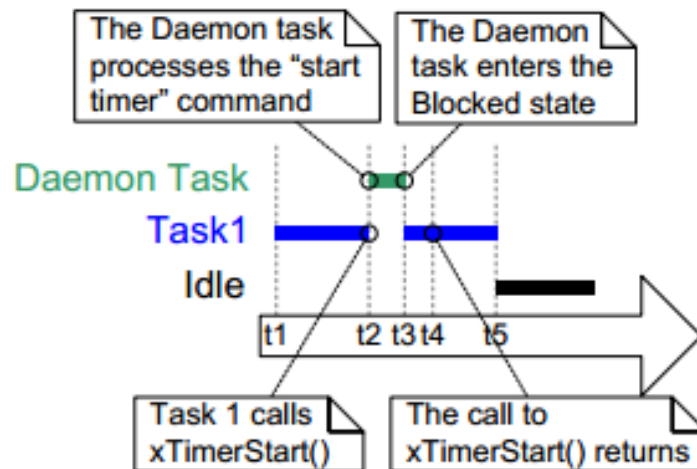 The Daemon task
processes the “start
timer” command
The Daemon
task enters the
Blocked state
Daemon Task
Task1
Idle
t1 t2 t3 t4 t5
Task 1 calls
xTimerStart()
The call to
xTimerStart() returns